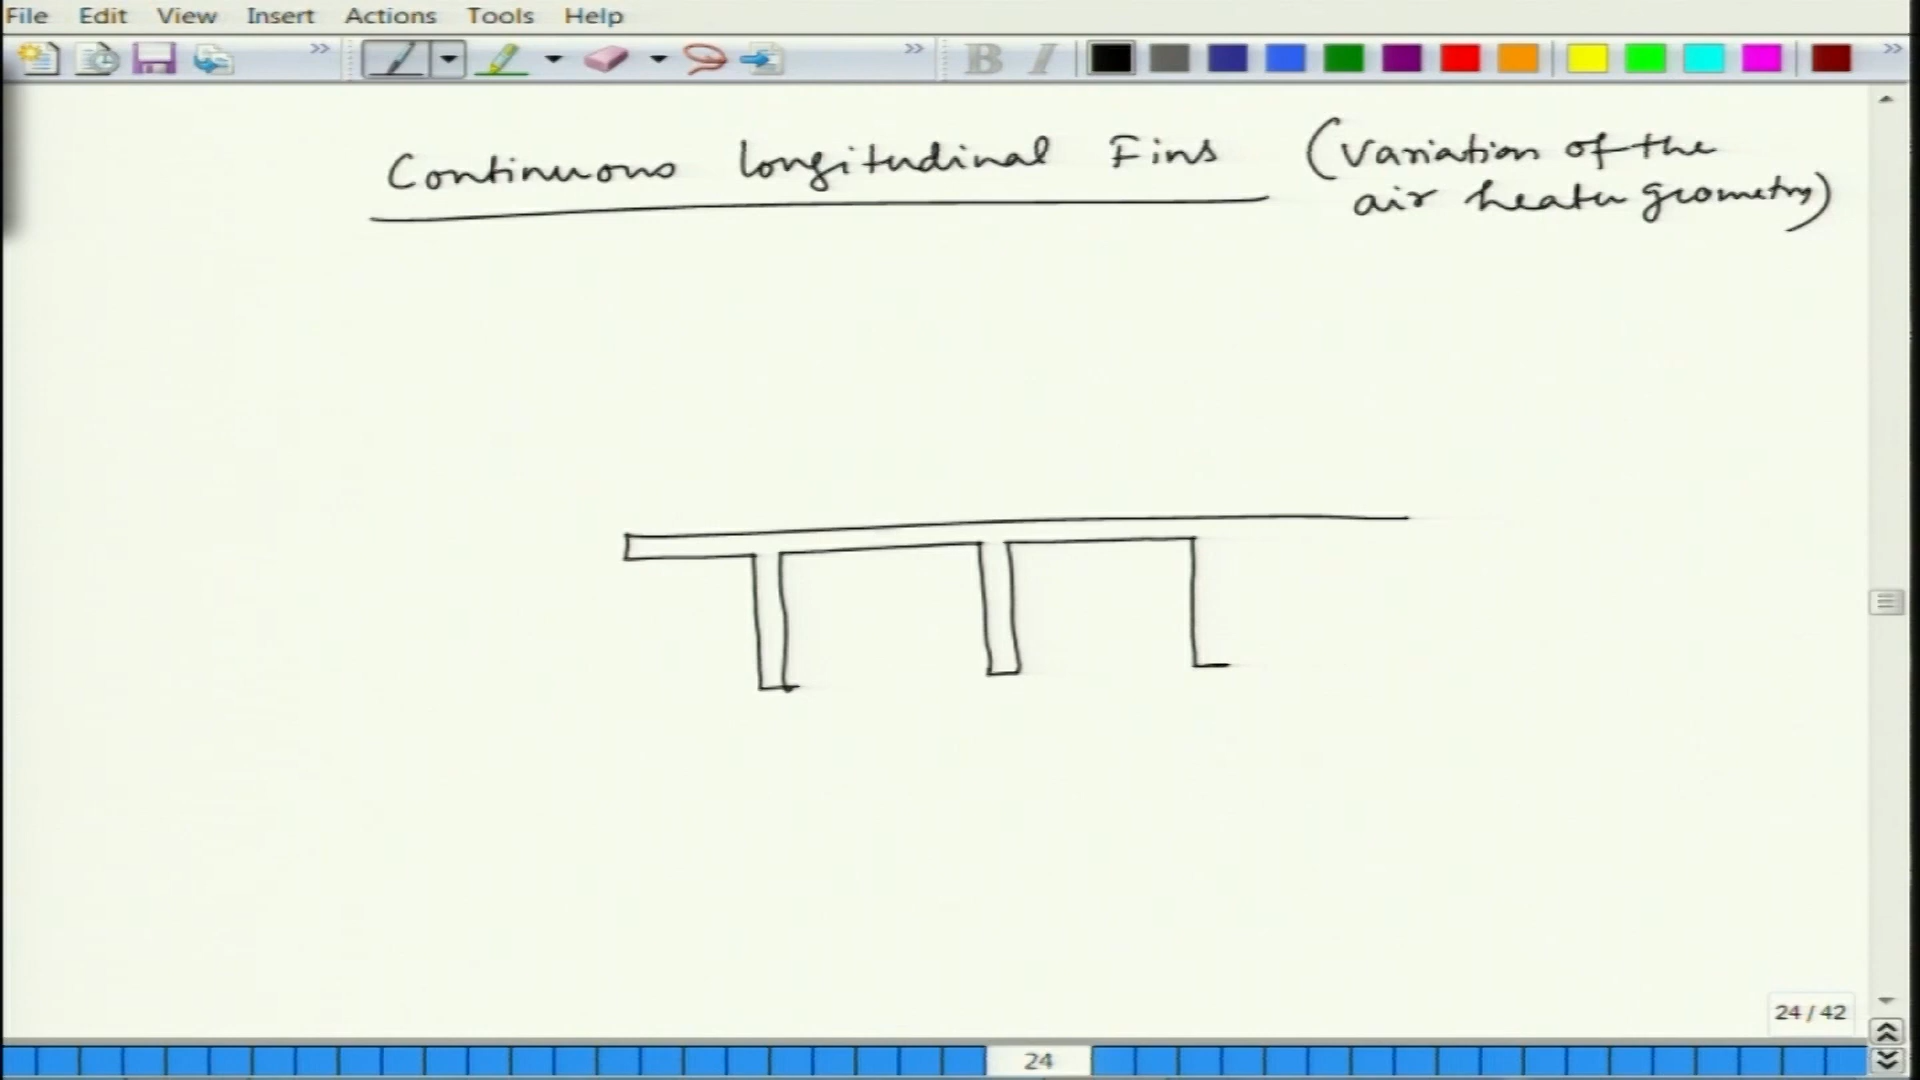 File Edit View Insert Actions Tools Help
B I
Continuous longitudinal Fins (Variation of the
air heater geometry)
24 / 42
24